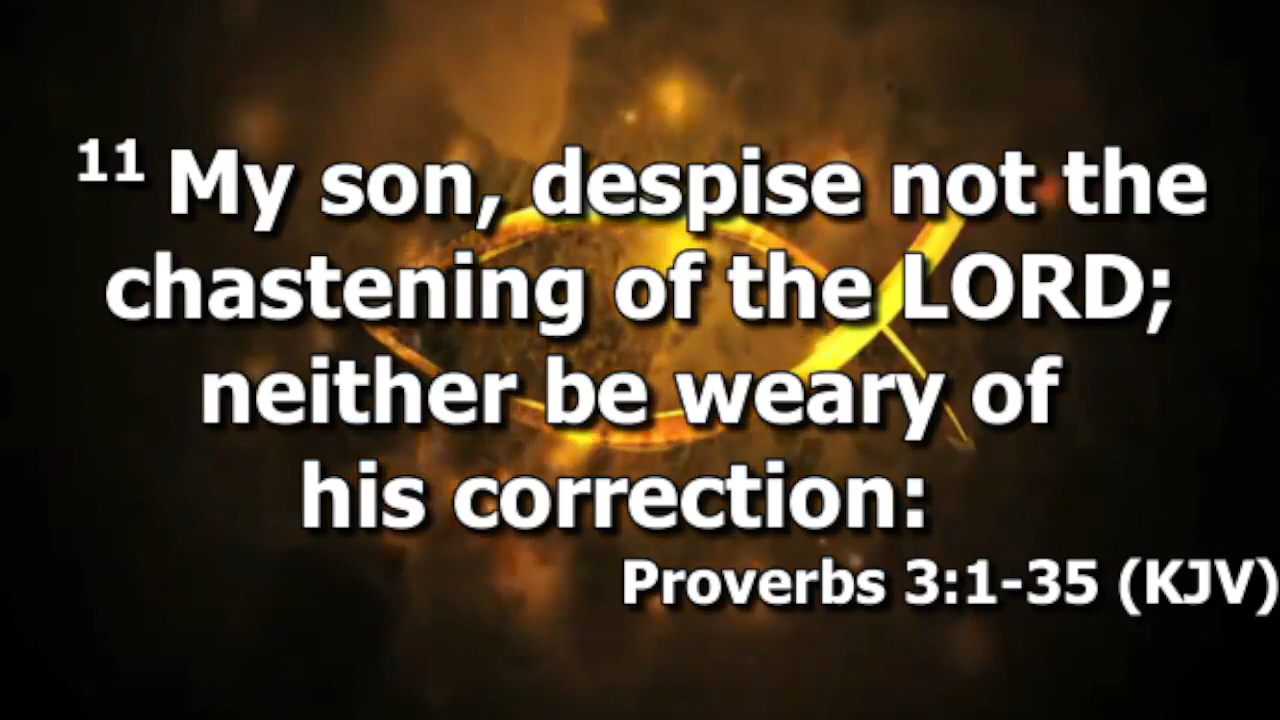 11 My son, despise not the
chastening of the LORD;
neither be weary of
his correction:
Proverbs 3:1-35 (KJV)